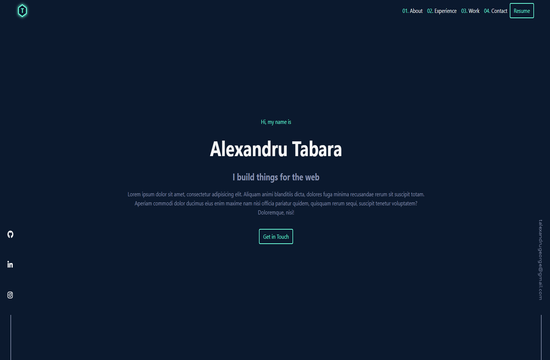 T
01. About 02. Experience 03. Work 04. Contact Resume
Hi, my name is
Alexandru Tabara
I build things for the web
Lorem ipsum dolor sit amet, consectetur adipisicing elit. Aliquam animi blanditiis dicta, dolores fuga minima recusandae rerum sit suscipit totam.
Aperiam commodi dolor ducimus eius enim maxime nam nisi officia pariatur quidem, quisquam rerum sequi, suscipit tenetur voluptatem?
Doloremque, nisi!
Get in Touch